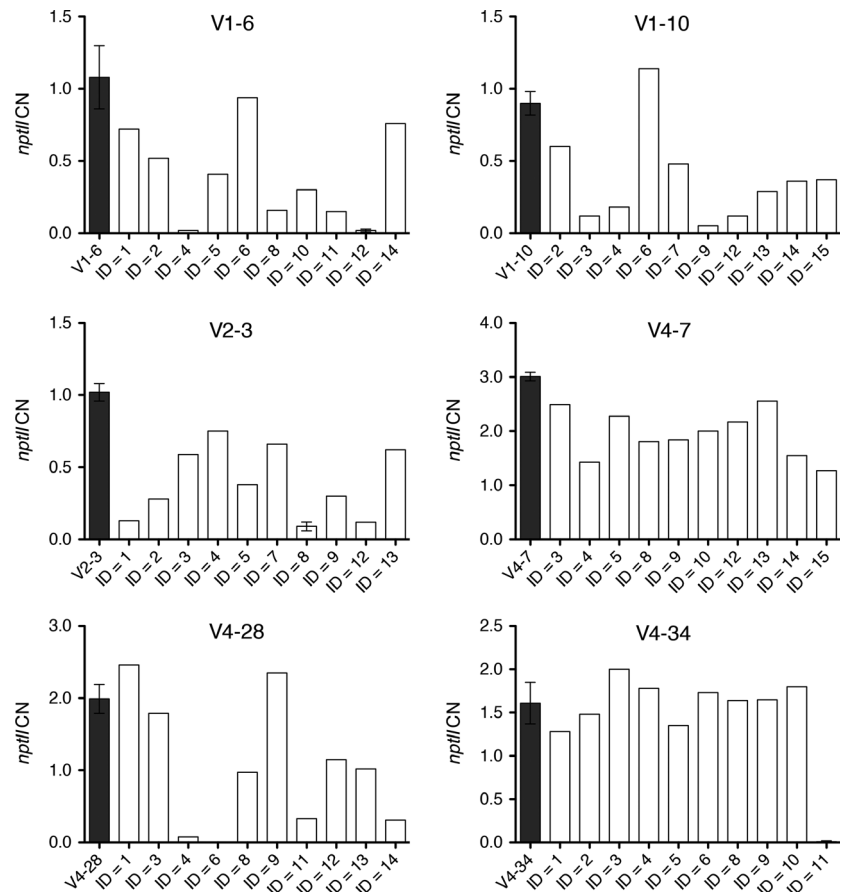 V1-6
nptII CN
1.5
1.0
0.5
0.0
V1-6 ID = 1 ID = 2 ID = 4 ID = 5 ID = 6 ID = 8 ID = 10 ID = 11 ID = 12 ID = 14
V1-10
nptII CN
1.5
1.0
0.5
0.0
V1-10 ID = 2 ID = 3 ID = 4 ID = 6 ID = 7 ID = 9 ID = 12 ID = 13 ID = 14 ID = 15
V2-3
nptII CN
1.5
1.0
0.5
0.0
V2-3 ID = 1 ID = 2 ID = 3 ID = 4 ID = 5 ID = 7 ID = 8 ID = 9 ID = 12 ID = 13
V4-7
nptII CN
4.0
3.0
2.0
1.0
0.0
V4-7 ID = 3 ID = 4 ID = 5 ID = 8 ID = 9 ID = 10 ID = 12 ID = 13 ID = 14 ID = 15
V4-28
nptII CN
3.0
2.0
1.0
0.0
V4-28 ID = 1 ID = 3 ID = 4 ID = 6 ID = 8 ID = 9 ID = 11 ID = 12 ID = 13 ID = 14
V4-34
nptII CN
2.5
2.0
1.5
1.0
0.5
0.0
V4-34 ID = 1 ID = 2 ID = 3 ID = 4 ID = 5 ID = 6 ID = 8 ID = 9 ID = 10 ID = 11